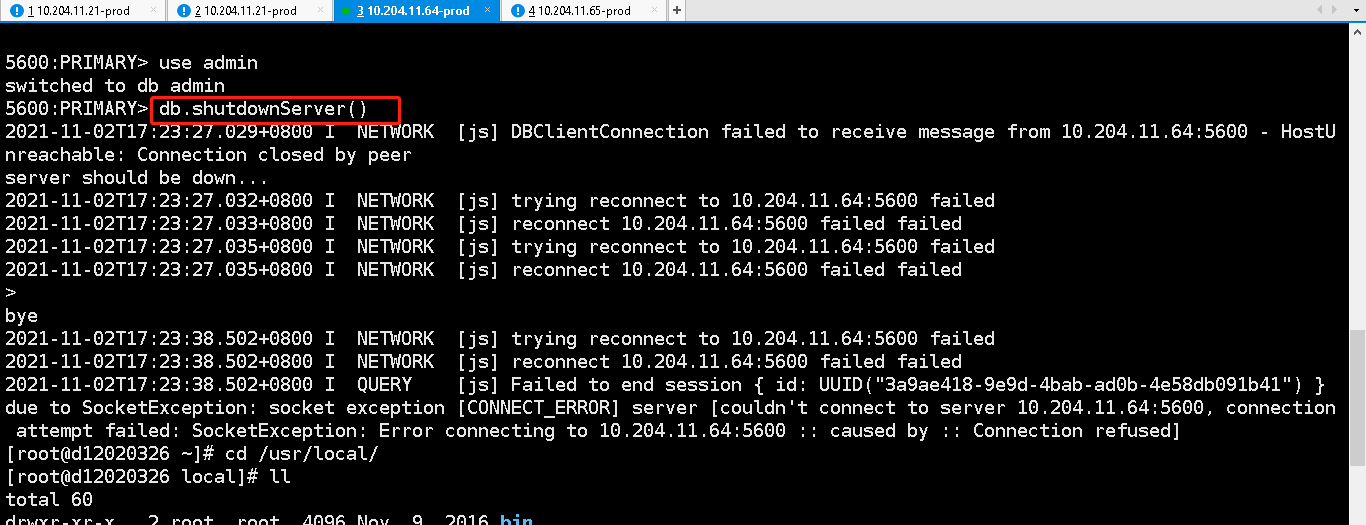 1 10.204.11.21-prod × 2 10.204.11.21-prod × 3 10.204.11.64-prod × 4 10.204.11.65-prod × +
5600:PRIMARY> use admin
switched to db admin
5600:PRIMARY> db.shutdownServer()
2021-11-02T17:23:27.029+0800 I  NETWORK  [js] DBClientConnection failed to receive message from 10.204.11.64:5600 - HostU
nreachable: Connection closed by peer
server should be down...
2021-11-02T17:23:27.032+0800 I  NETWORK  [js] trying reconnect to 10.204.11.64:5600 failed
2021-11-02T17:23:27.033+0800 I  NETWORK  [js] reconnect 10.204.11.64:5600 failed failed
2021-11-02T17:23:27.035+0800 I  NETWORK  [js] trying reconnect to 10.204.11.64:5600 failed
2021-11-02T17:23:27.035+0800 I  NETWORK  [js] reconnect 10.204.11.64:5600 failed failed
>
bye
2021-11-02T17:23:38.502+0800 I  NETWORK  [js] trying reconnect to 10.204.11.64:5600 failed
2021-11-02T17:23:38.502+0800 I  NETWORK  [js] reconnect 10.204.11.64:5600 failed failed
2021-11-02T17:23:38.502+0800 I  QUERY    [js] Failed to end session { id: UUID("3a9ae418-9e9d-4bab-ad0b-4e58db091b41") }
due to SocketException: socket exception [CONNECT_ERROR] server [couldn't connect to server 10.204.11.64:5600, connection
 attempt failed: SocketException: Error connecting to 10.204.11.64:5600 :: caused by :: Connection refused]
[root@d12020326 ~]# cd /usr/local/
[root@d12020326 local]# ll
total 60
drwxr-xr-x.  2 root  root  4096 Nov  9  2016 bin